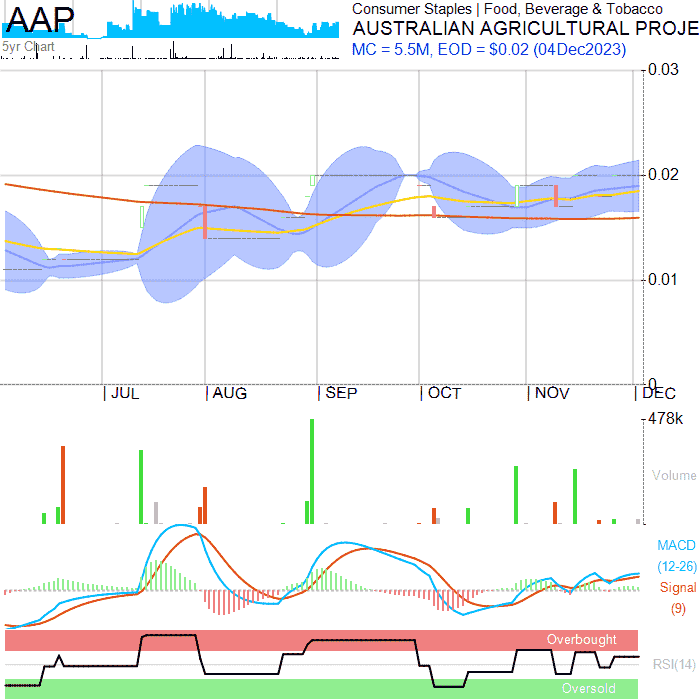 AAP
5yr Chart
Consumer Staples | Food, Beverage & Tobacco
AUSTRALIAN AGRICULTURAL PROJE
MC = 5.5M, EOD = $0.02 (04Dec2023)
0.03
0.02
0.01
0
JUL AUG SEP OCT NOV DEC
478K
Volume
MACD
(12-26)
Signal
(9)
Overbought
RSI(14)
Oversold